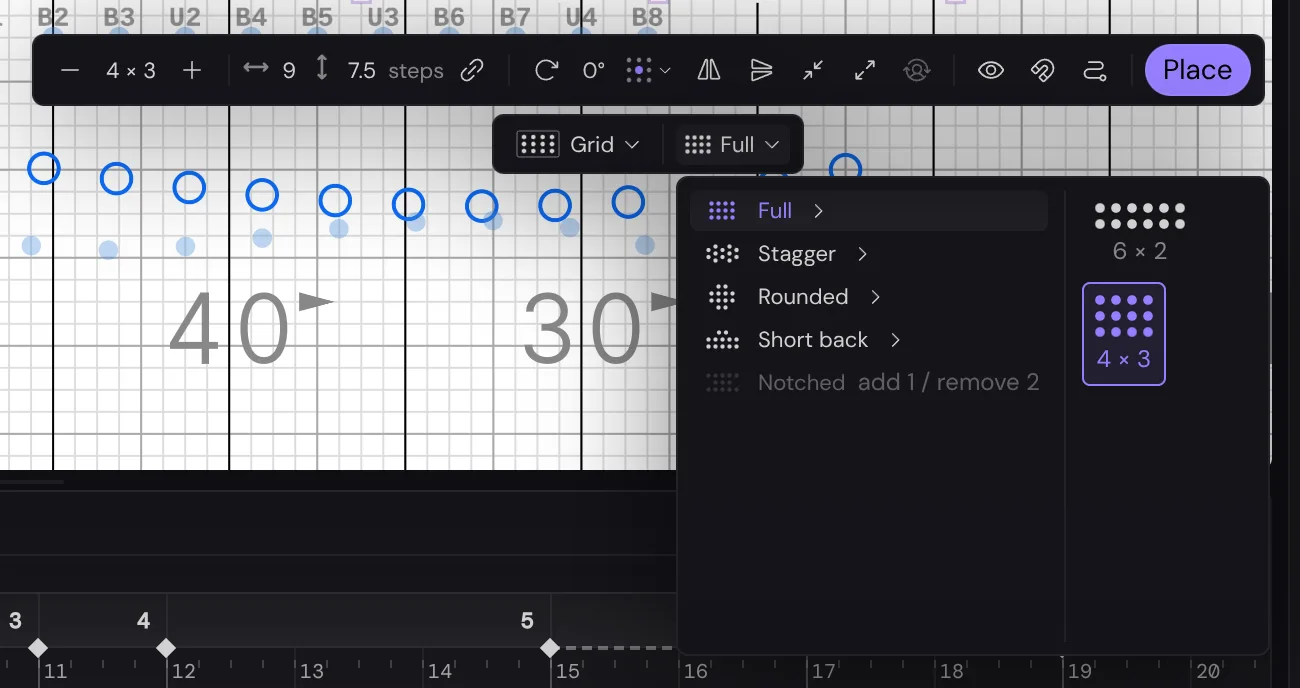 B2 B3 U2 B4 B5 U3 B6 B7 U4 B8
4 × 3 9 7.5 steps 0° Place
Grid Full
Full
Stagger
Rounded
Short back
Notched add 1 / remove 2
6 × 2
4 × 3
40 30
3 4 5
11 12 13 14 15 16 17 18 19 20